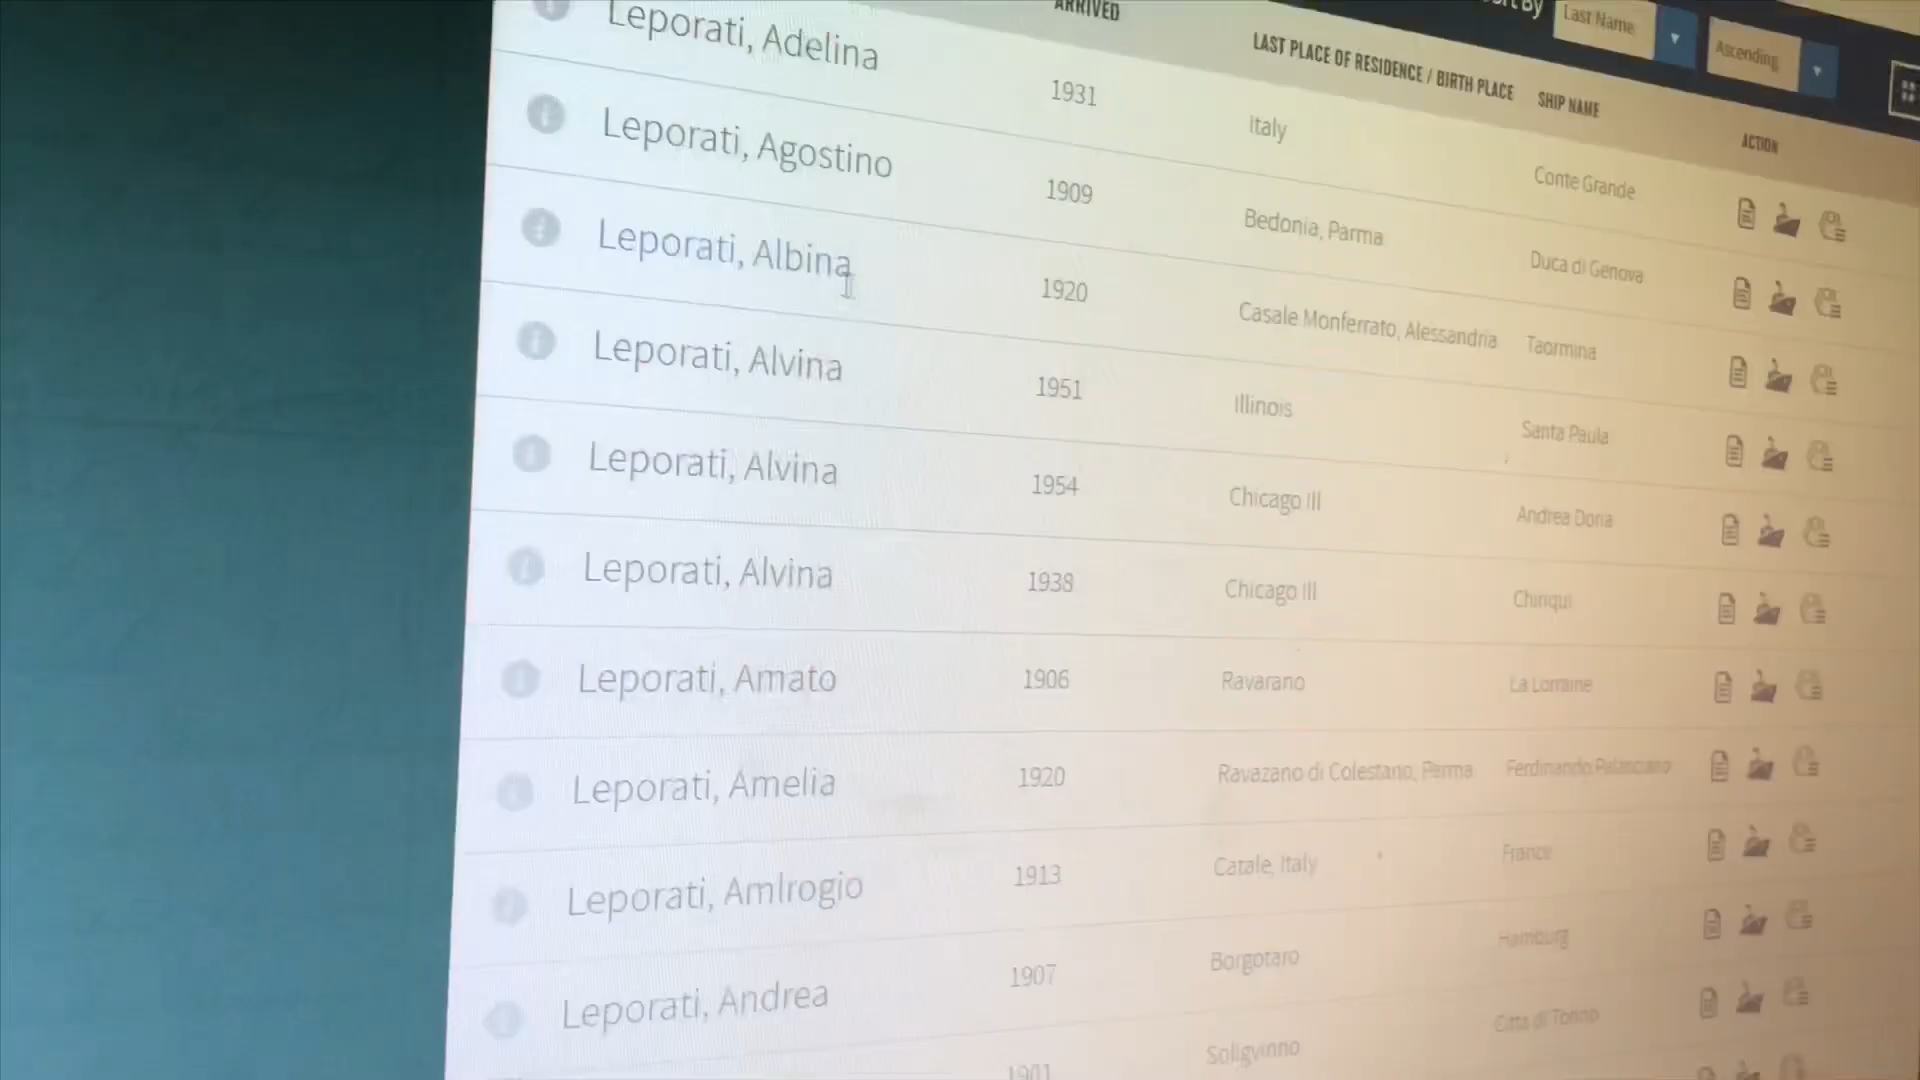 Sort By Last Name Ascending
ARRIVED LAST PLACE OF RESIDENCE / BIRTH PLACE SHIP NAME ACTION
Leporati, Adelina 1931 Italy Conte Grande
Leporati, Agostino 1909 Bedonia, Parma Duca di Genova
Leporati, Albina 1920 Casale Monferrato, Alessandria Taormina
Leporati, Alvina 1951 Illinois Santa Paula
Leporati, Alvina 1954 Chicago Ill Andrea Doria
Leporati, Alvina 1938 Chicago Ill Chiriqui
Leporati, Amato 1906 Ravarano La Lorraine
Leporati, Amelia 1920 Ravazano di Colestano, Parma Ferdinando Palasciano
Leporati, Amlrogio 1913 Catale, Italy France
Leporati, Andrea 1907 Borgotaro Hamburg
1901 Soligvinno Citta di Torino